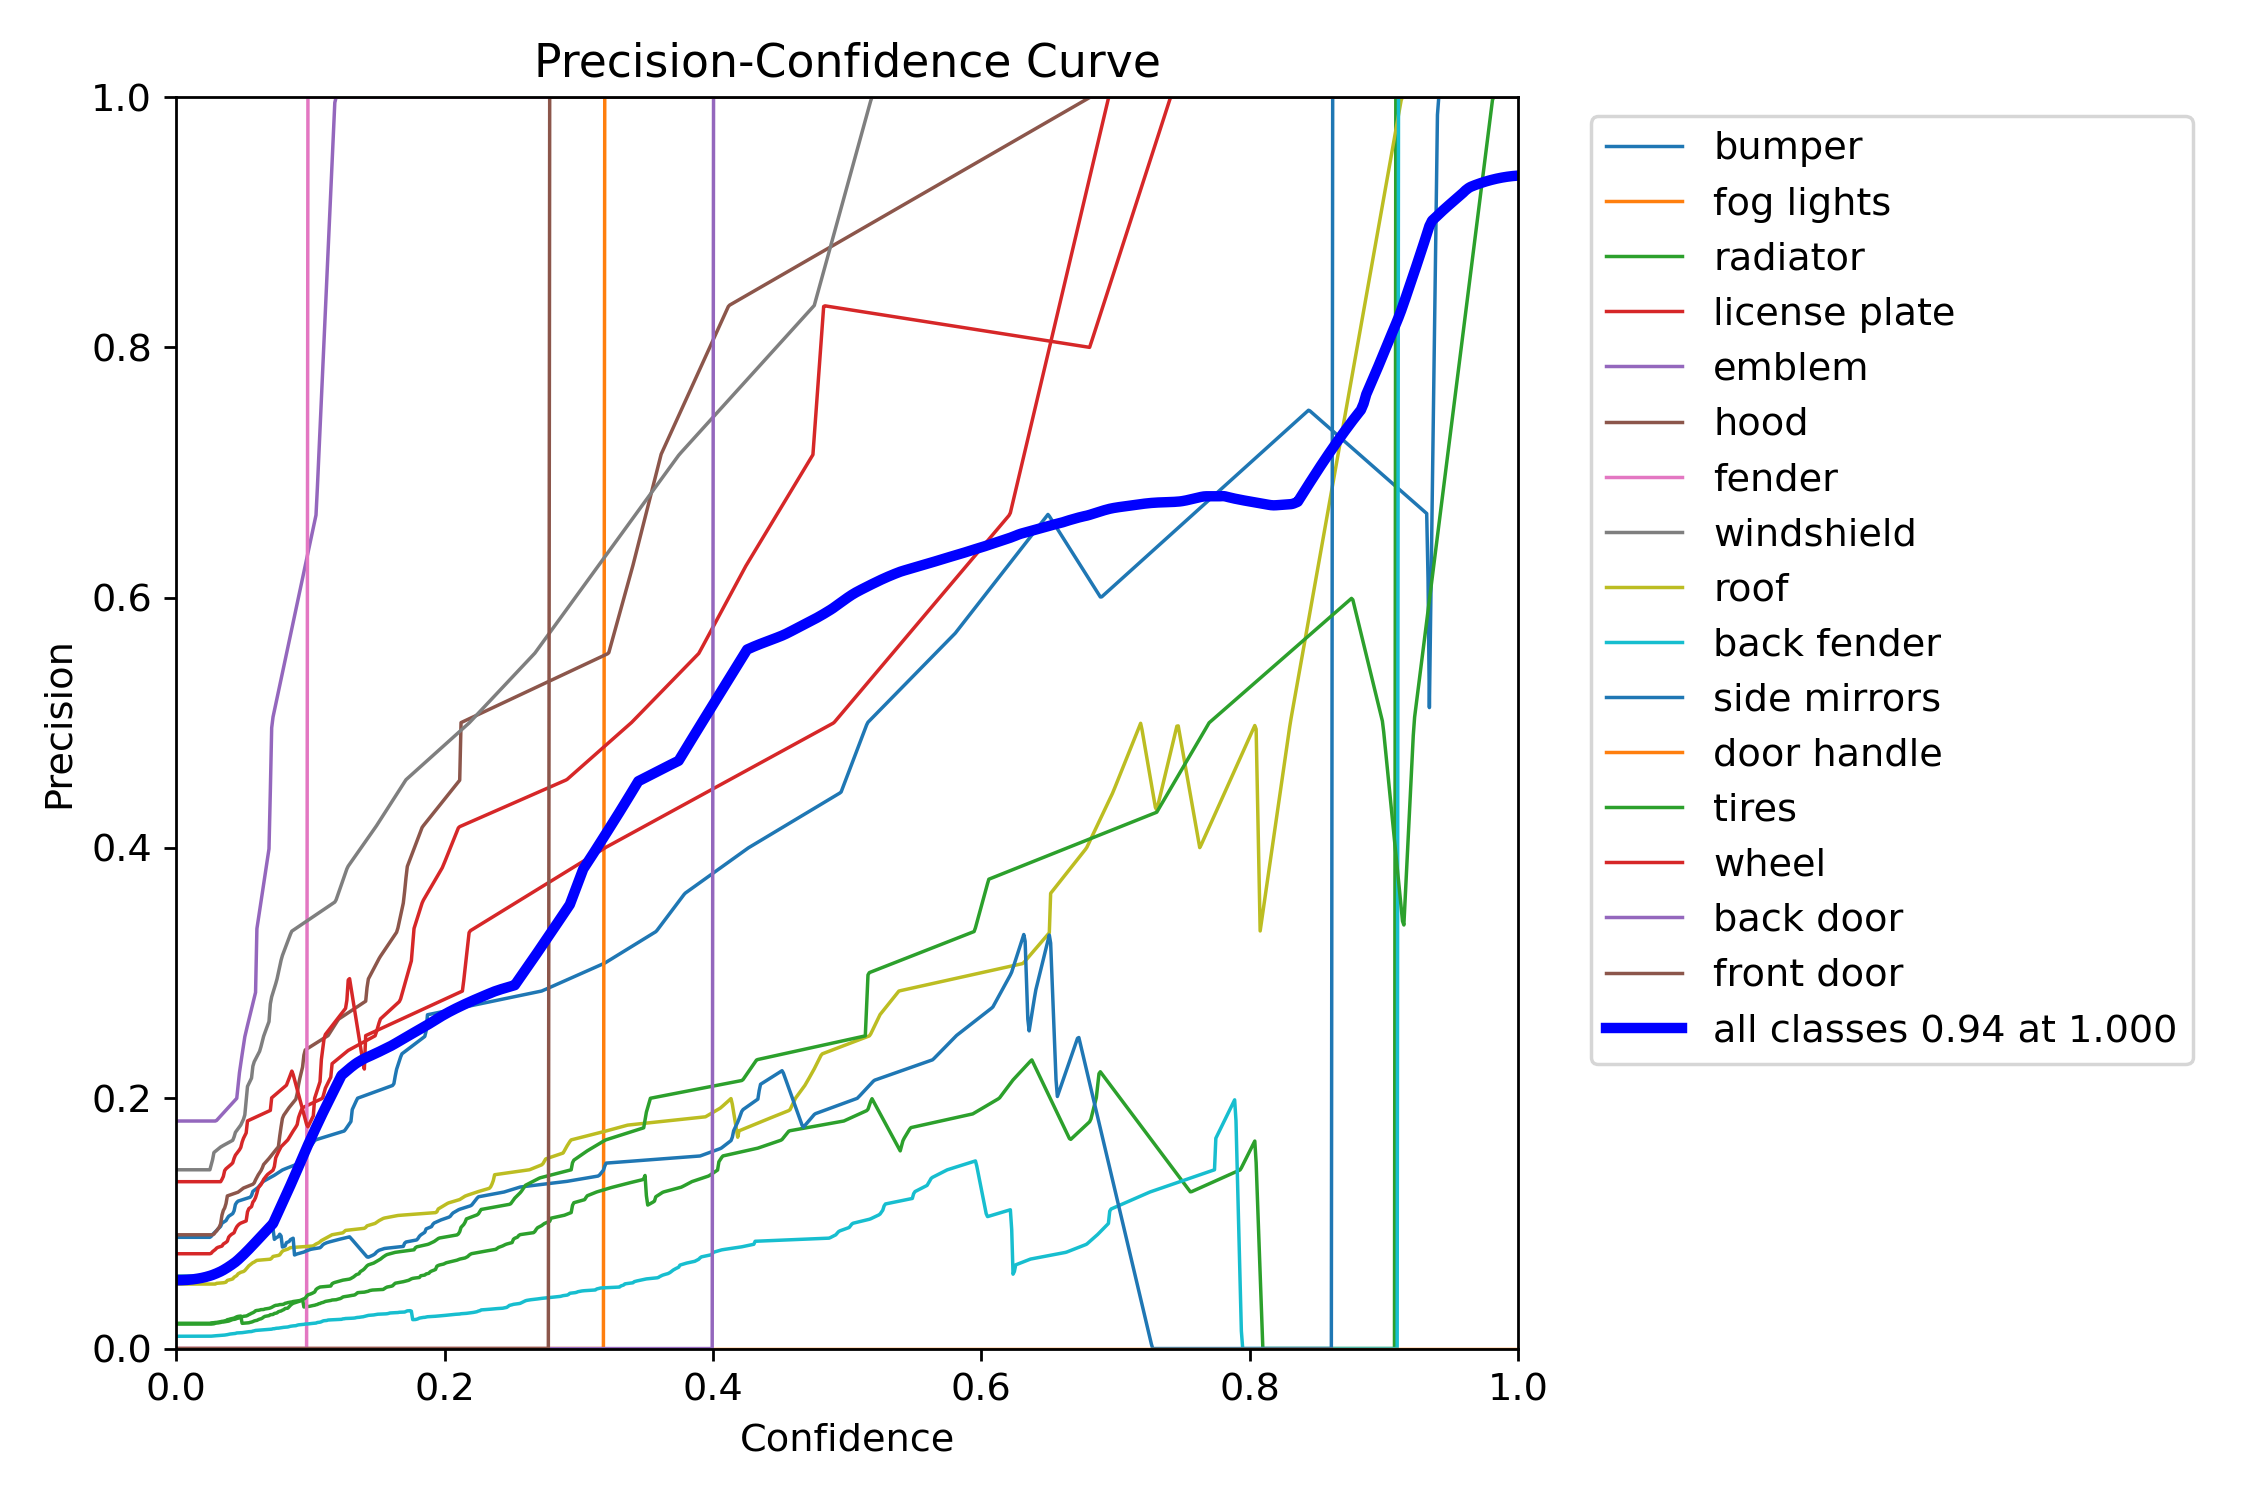 Precision-Confidence Curve
1.0
0.8
0.6
0.4
0.2
0.0
Precision
0.0 0.2 0.4 0.6 0.8 1.0
Confidence
bumper
fog lights
radiator
license plate
emblem
hood
fender
windshield
roof
back fender
side mirrors
door handle
tires
wheel
back door
front door
all classes 0.94 at 1.000